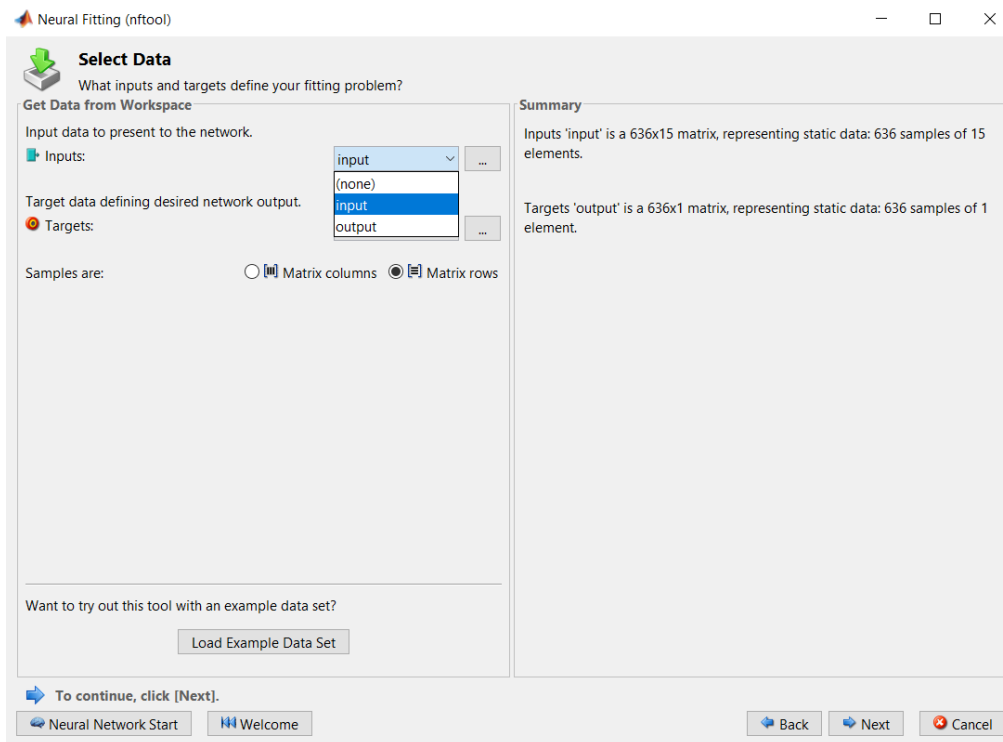 Neural Fitting (nftool)
Select Data
What inputs and targets define your fitting problem?
Get Data from Workspace
Input data to present to the network.
Inputs:
input
...
(none)
input
output
Target data defining desired network output.
Targets:
...
Samples are:
Matrix columns
Matrix rows
Want to try out this tool with an example data set?
Load Example Data Set
Summary
Inputs 'input' is a 636x15 matrix, representing static data: 636 samples of 15
elements.
Targets 'output' is a 636x1 matrix, representing static data: 636 samples of 1
element.
To continue, click [Next].
Neural Network Start
Welcome
Back
Next
Cancel